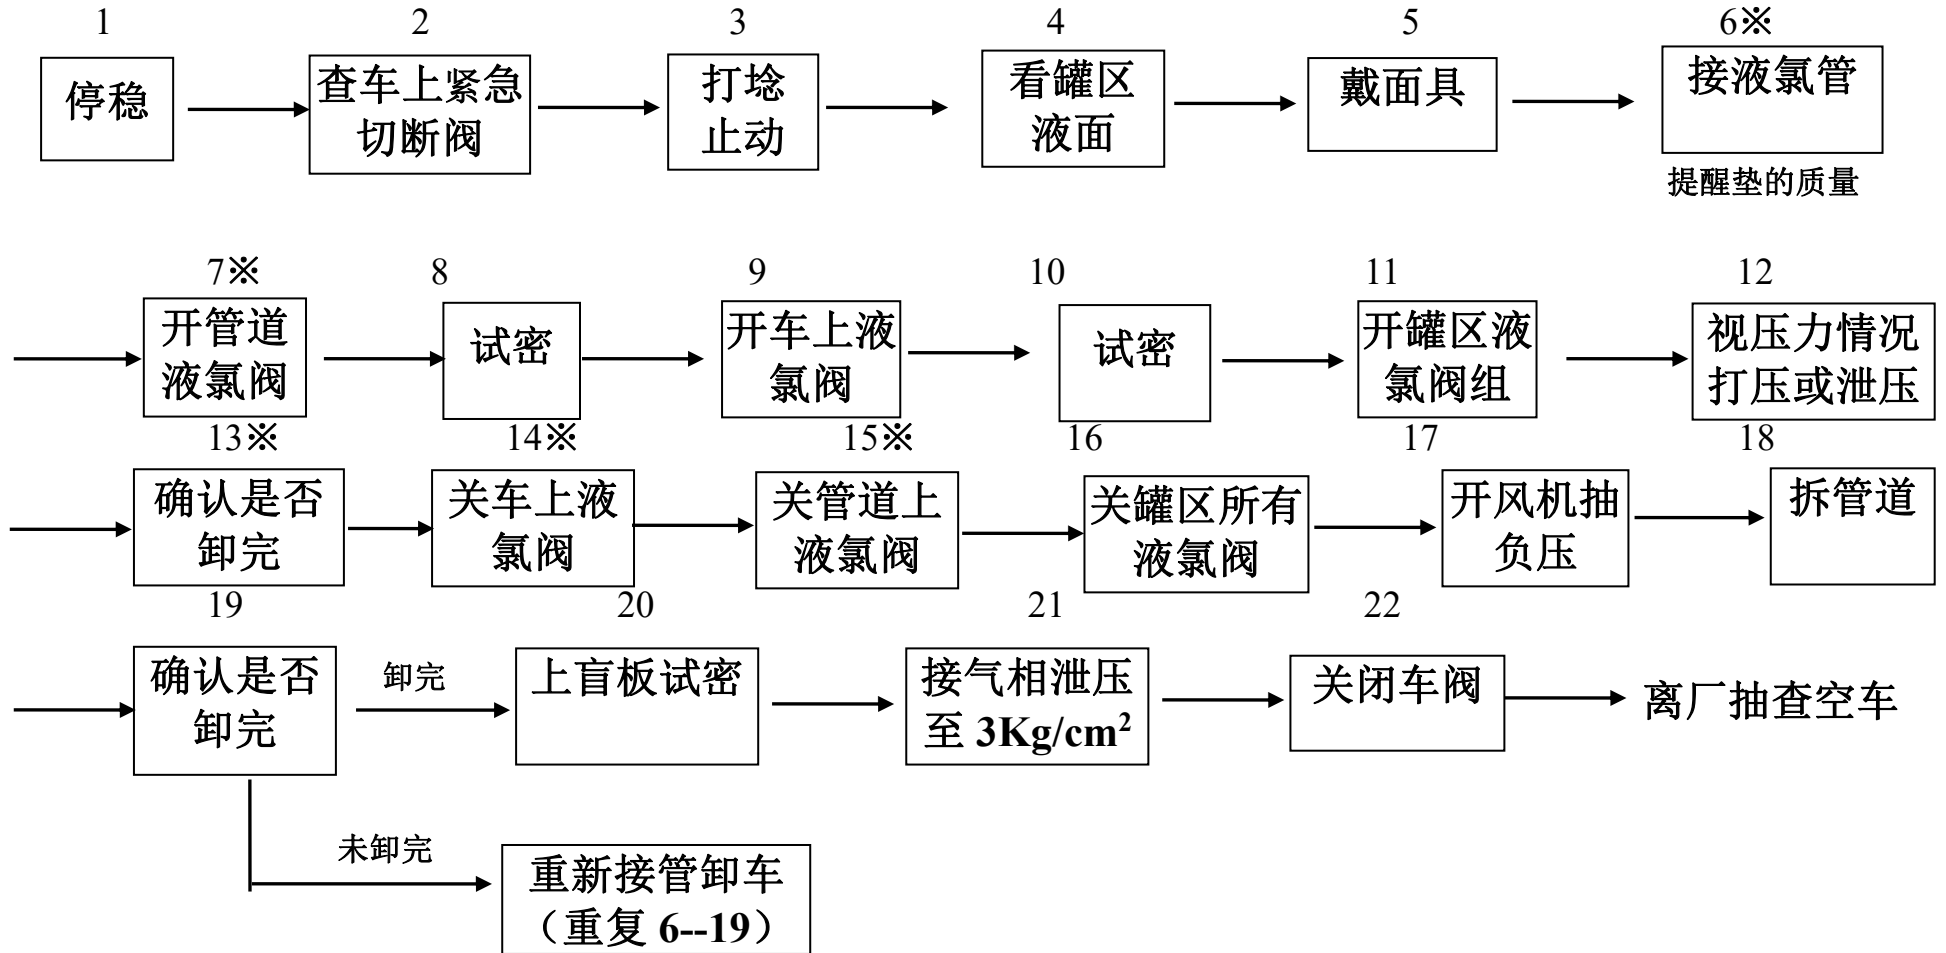 1 2 3 4 5 6※
停稳
查车上紧急
切断阀
打埝
止动
看罐区
液面
戴面具
接液氯管
提醒垫的质量
7※ 8 9 10 11 12
开管道
液氯阀
试密
开车上液
氯阀
试密
开罐区液
氯阀组
视压力情况
打压或泄压
13※ 14※ 15※ 16 17 18
确认是否
卸完
关车上液
氯阀
关管道上
液氯阀
关罐区所有
液氯阀
开风机抽
负压
拆管道
19 20 21 22
确认是否
卸完
卸完
上盲板试密
接气相泄压
至 3Kg/cm²
关闭车阀
离厂抽查空车
未卸完
重新接管卸车
（重复 6--19）